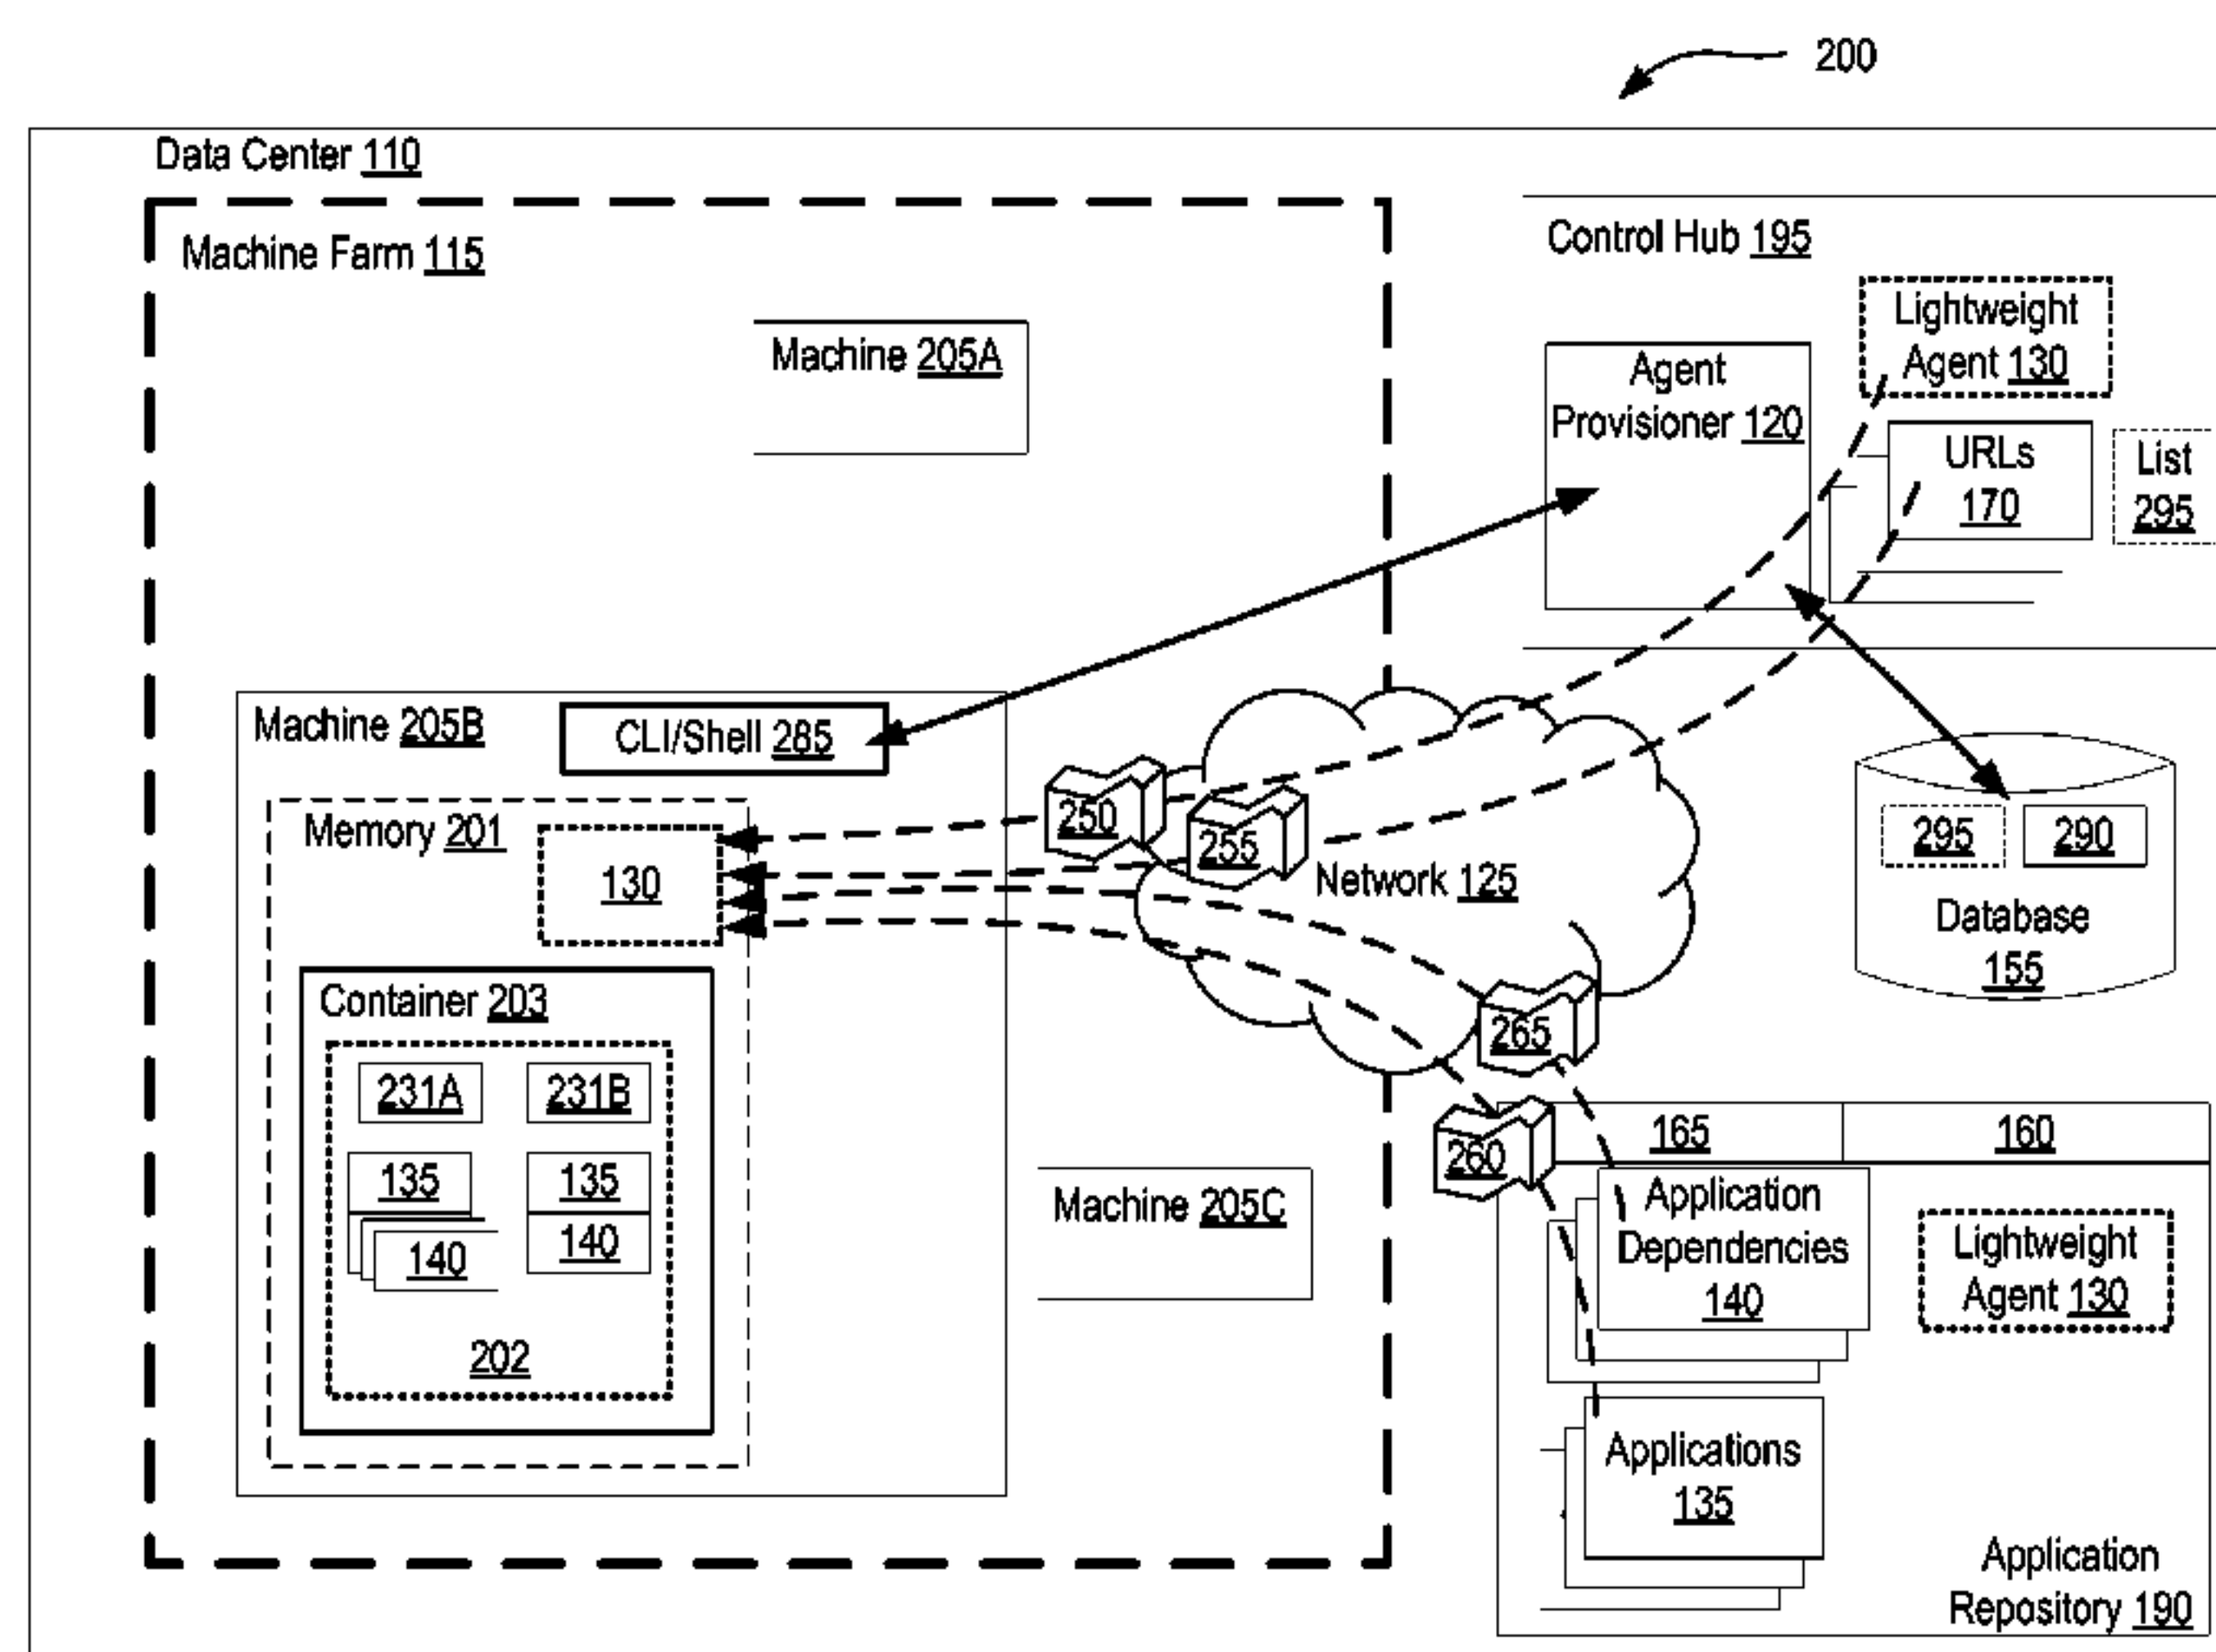 200
Data Center 110
Machine Farm 115
Control Hub 195
Machine 205A
Lightweight
Agent 130
Agent
Provisioner 120
URLs
170
List
295
Machine 205B
CLI/Shell 285
Memory 201
130
250
255
Network 125
295
290
Database
155
Container 203
231A
231B
135
135
140
140
202
265
260
165
160
Machine 205C
Application
Dependencies
140
Lightweight
Agent 130
Applications
135
Application
Repository 190